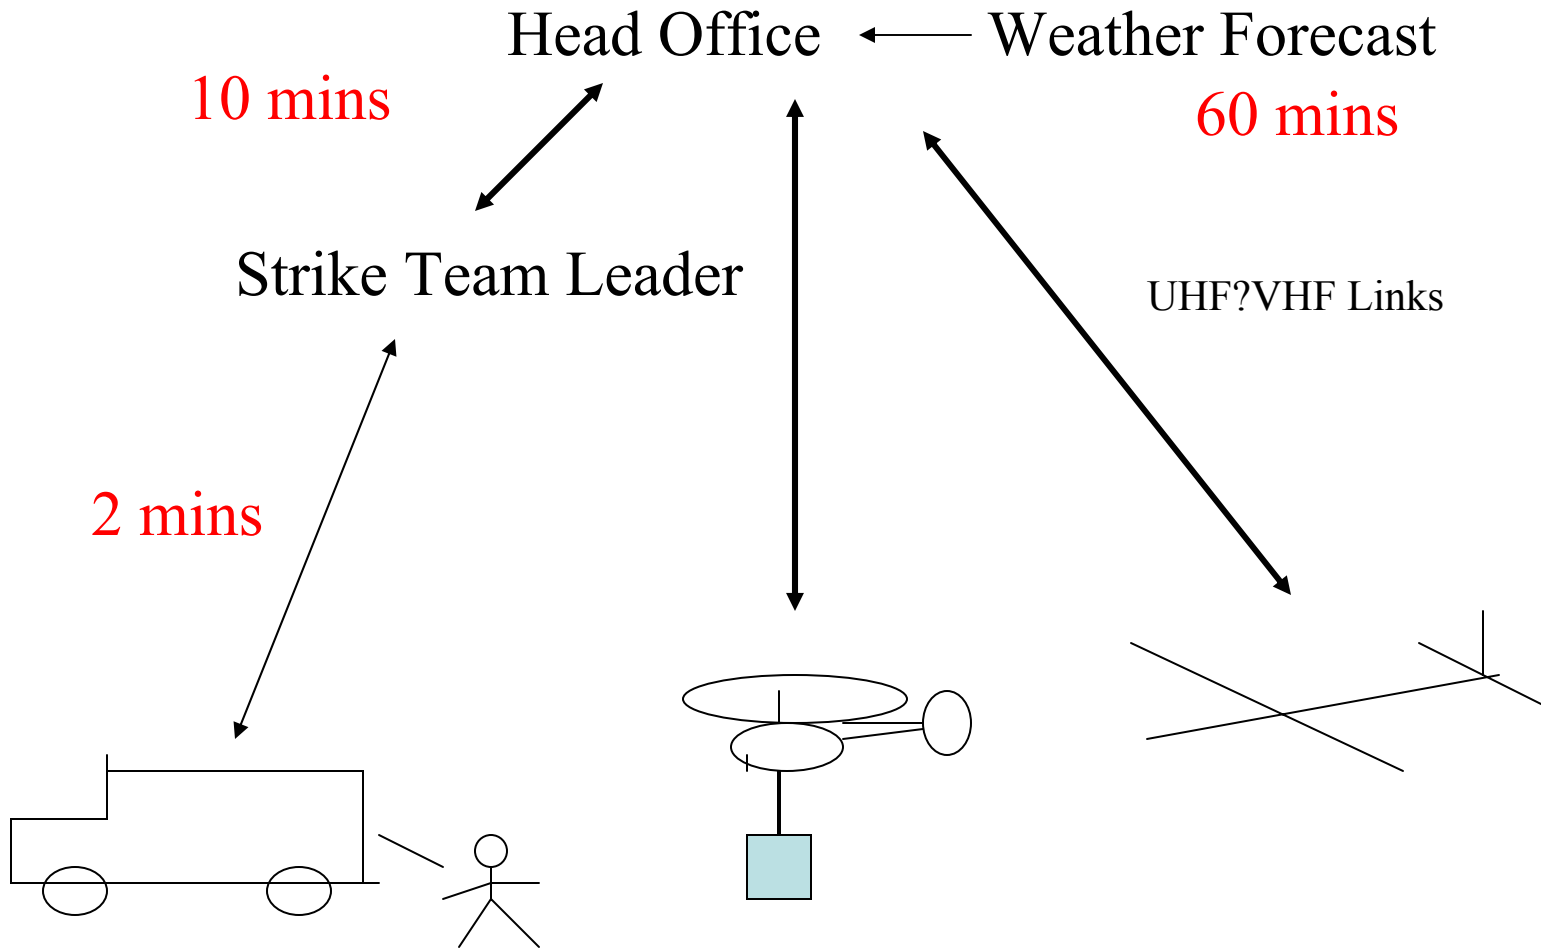 Head Office
Weather Forecast
10 mins
60 mins
Strike Team Leader
UHF?VHF Links
2 mins